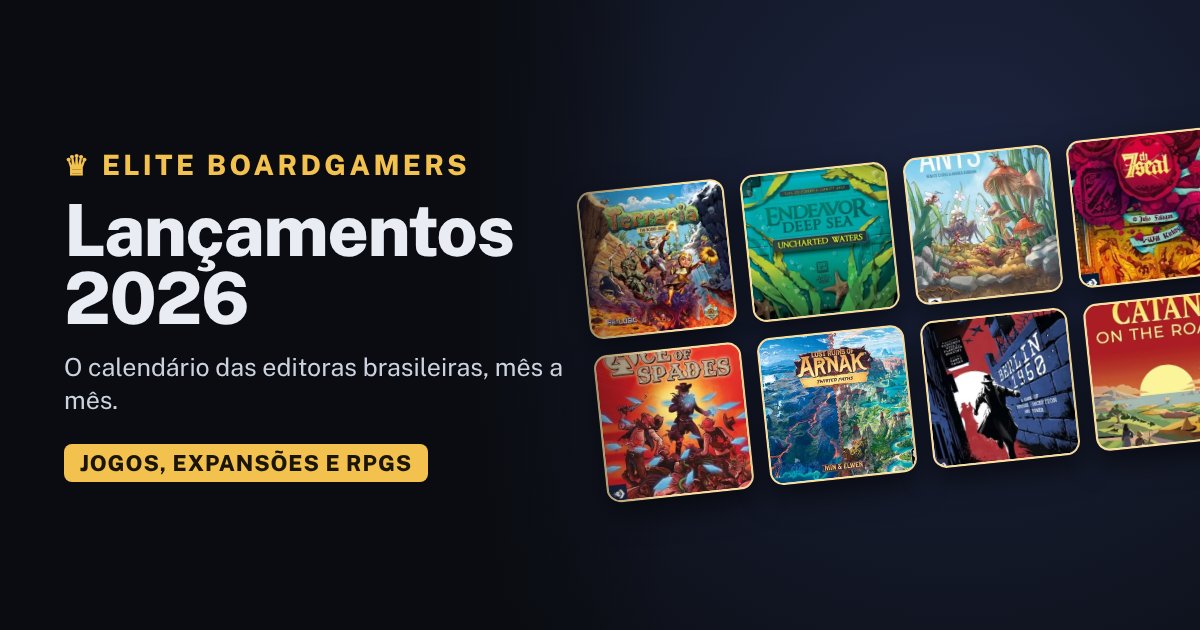 ♛ ELITE BOARDGAMERS
Lançamentos
2026
O calendário das editoras brasileiras, mês a
mês.
JOGOS, EXPANSÕES E RPGS
Terraria
ENDEAVOR
DEEP SEA
UNCHARTED WATERS
ANTS
7th
Seal
ACE OF
SPADES
LOST RUINS OF
ARNAK
TWISTED PATHS
MIN & ELWEN
BERLIN
1960
CATAN
ON THE ROA